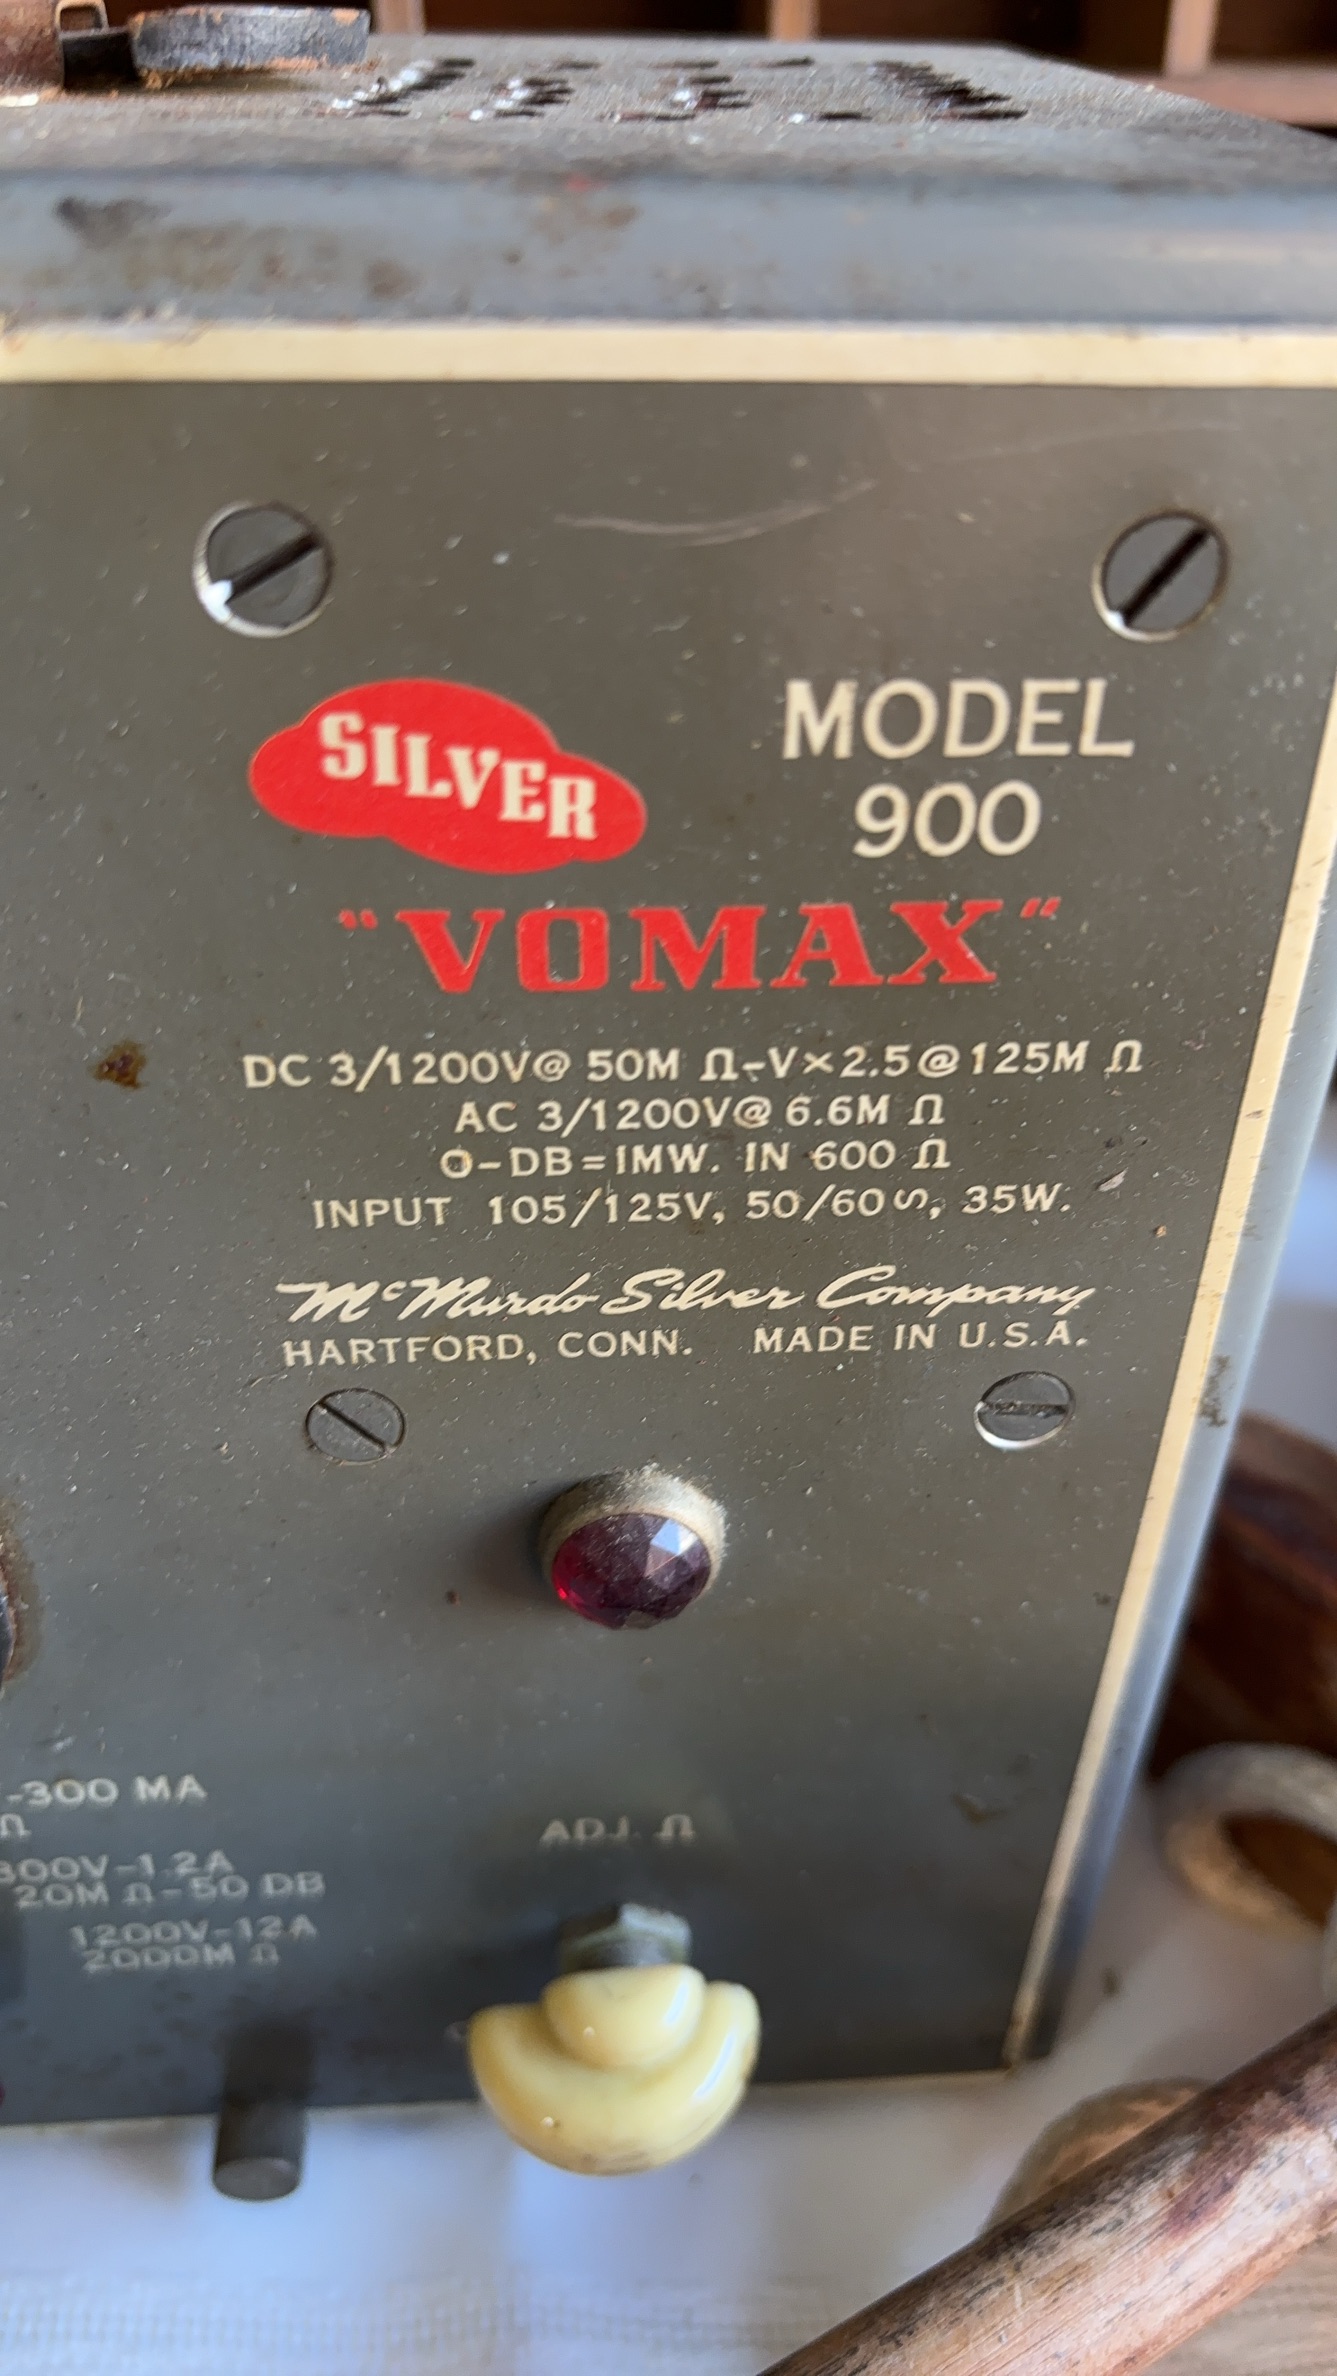 SILVER
MODEL
900
"VOMAX"
DC 3/1200V@ 50M Ω-V×2.5@125M Ω
AC 3/1200V@ 6.6M Ω
0-DB=1MW. IN 600 Ω
INPUT 105/125V, 50/60∿, 35W.
McMurdo Silver Company
HARTFORD, CONN. MADE IN U.S.A.
-300 MA
Ω
300V-1.2A
20M Ω-50 DB
1200V-12A
2000M Ω
ADJ. Ω